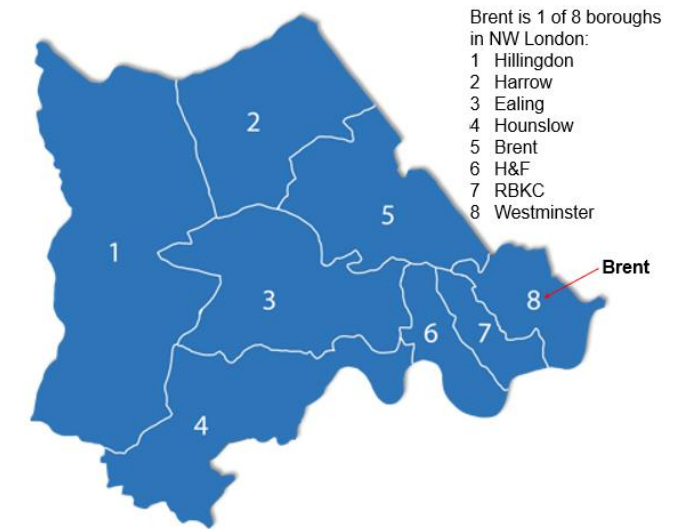 Brent is 1 of 8 boroughs
in NW London:
1 Hillingdon
2 Harrow
3 Ealing
4 Hounslow
5 Brent
6 H&F
7 RBKC
8 Westminster
2
5
1
Brent
3
8
6
7
4